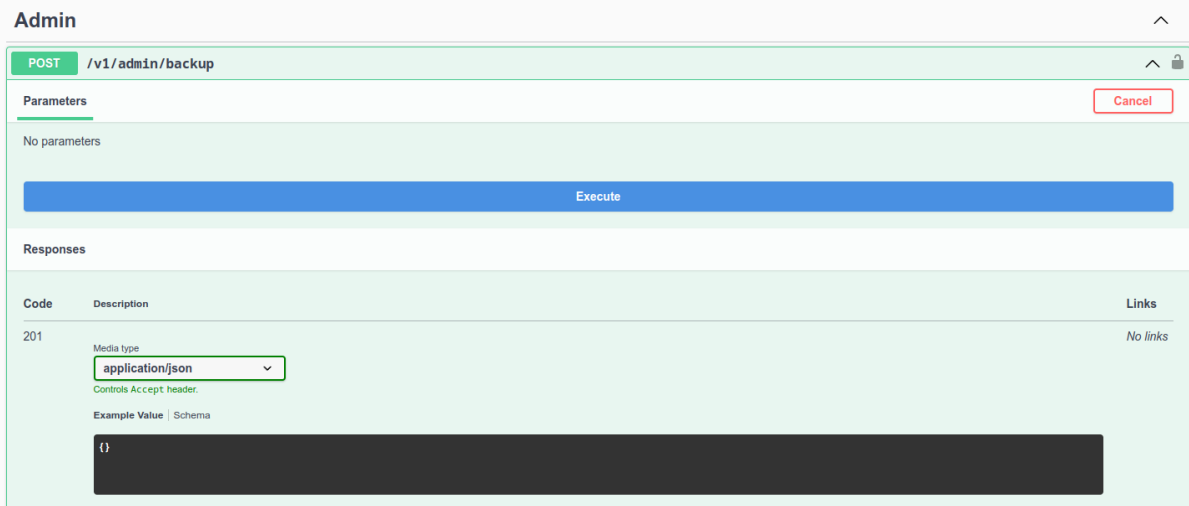 Admin
POST /v1/admin/backup
Parameters Cancel
No parameters
Execute
Responses
Code Description Links
201 No links
Media type
application/json
Controls Accept header.
Example Value Schema
{}